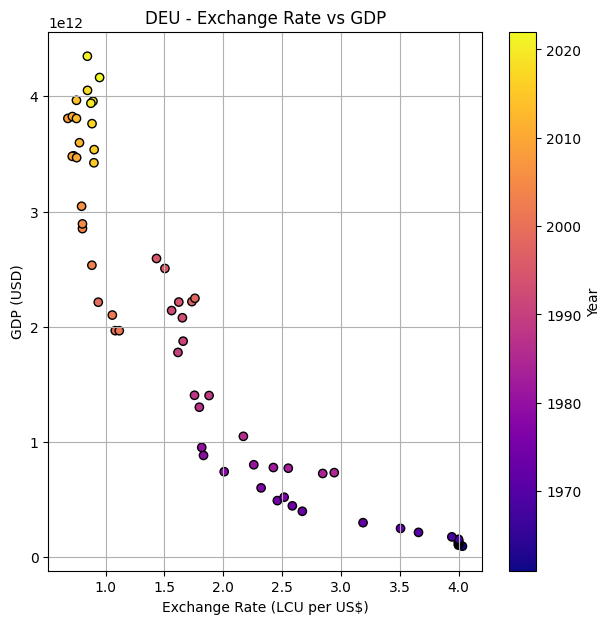 DEU - Exchange Rate vs GDP
1e12
4
3
2
1
0
GDP (USD)
1.0 1.5 2.0 2.5 3.0 3.5 4.0
Exchange Rate (LCU per US$)
2020
2010
2000
1990
1980
1970
Year